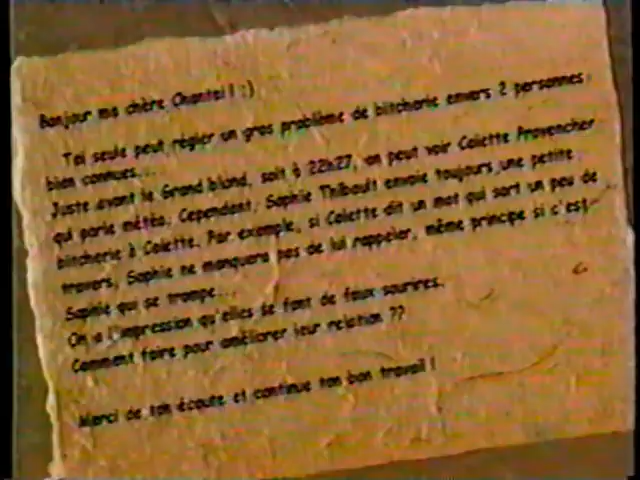 Bonjour ma chère Chantal! :)
Toi seule peut régler un gros problème de bitcherie envers 2 personnes
bien connues...
Juste avant le Grand blond, soit à 22h27, on peut voir Colette Provencher
qui parle météo. Cependant, Sophie Thibault envoie toujours une petite
bitcherie à Colette. Par exemple, si Colette dit un mot qui sort un peu de
travers, Sophie ne manquera pas de lui rappeler, même principe si c'est
Sophie qui se trompe...
On a l'impression qu'elles se font de faux sourires.
Comment faire pour améliorer leur relation ??
Merci de ton écoute et continue ton bon travail!